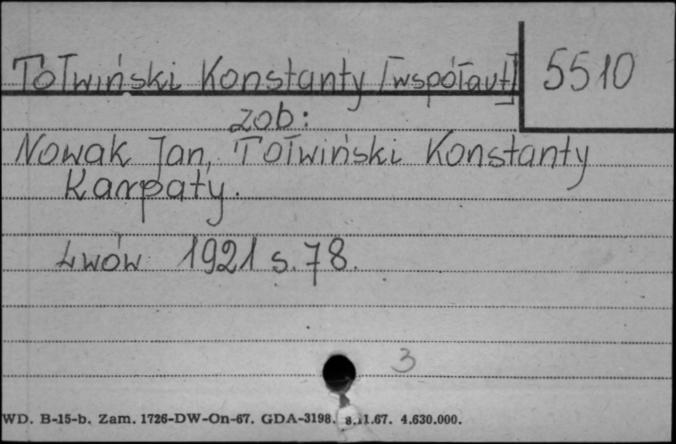 Tołwiński Konstanty [współaut] 5510
zob:
Nowak Jan, Tołwiński Konstanty
Karpaty.
Lwów 1921 s. 78.
3
WD. B-15-b. Zam. 1726-DW-On-67. GDA-3198. 8.11.67. 4.630.000.